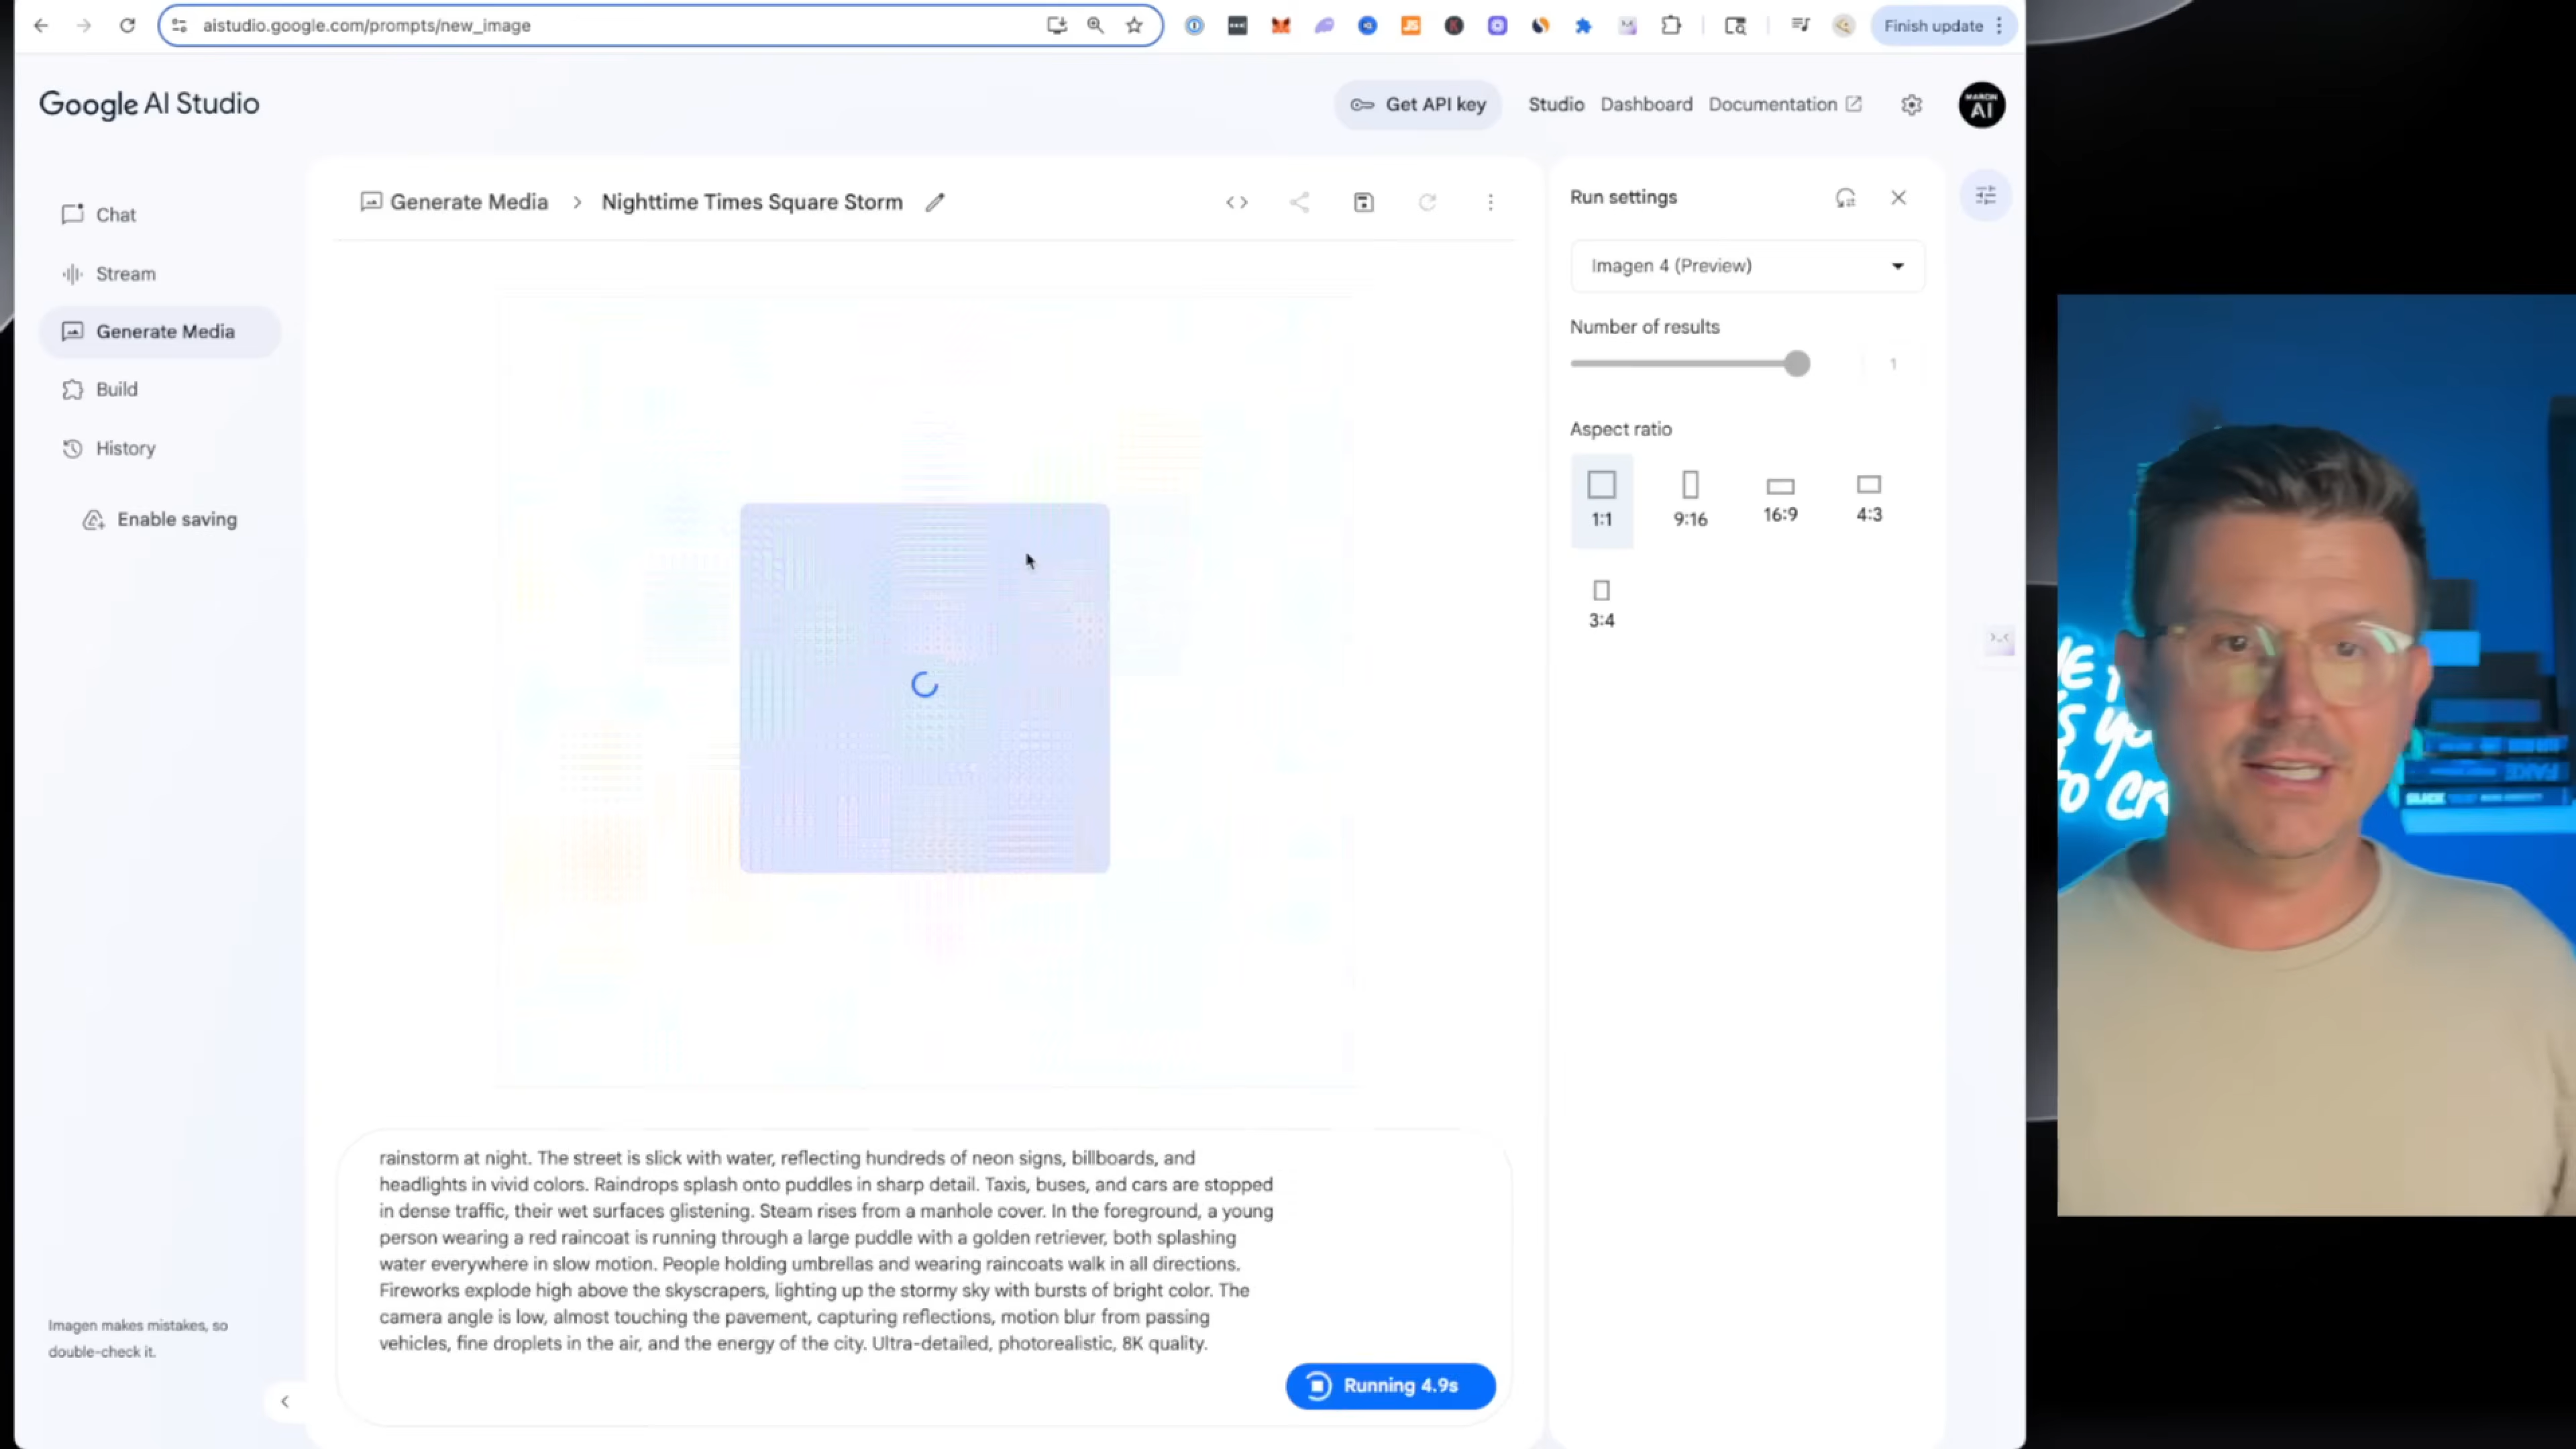 aistudio.google.com/prompts/new_image
Finish update
Google AI Studio
Get API key
Studio
Dashboard
Documentation
MARCIN
AI
Chat
Stream
Generate Media
Build
History
Enable saving
Generate Media > Nighttime Times Square Storm
Run settings
Imagen 4 (Preview)
Number of results
1
Aspect ratio
1:1
9:16
16:9
4:3
3:4
rainstorm at night. The street is slick with water, reflecting hundreds of neon signs, billboards, and
headlights in vivid colors. Raindrops splash onto puddles in sharp detail. Taxis, buses, and cars are stopped
in dense traffic, their wet surfaces glistening. Steam rises from a manhole cover. In the foreground, a young
person wearing a red raincoat is running through a large puddle with a golden retriever, both splashing
water everywhere in slow motion. People holding umbrellas and wearing raincoats walk in all directions.
Fireworks explode high above the skyscrapers, lighting up the stormy sky with bursts of bright color. The
camera angle is low, almost touching the pavement, capturing reflections, motion blur from passing
vehicles, fine droplets in the air, and the energy of the city. Ultra-detailed, photorealistic, 8K quality.
Running 4.9s
Imagen makes mistakes, so
double-check it.